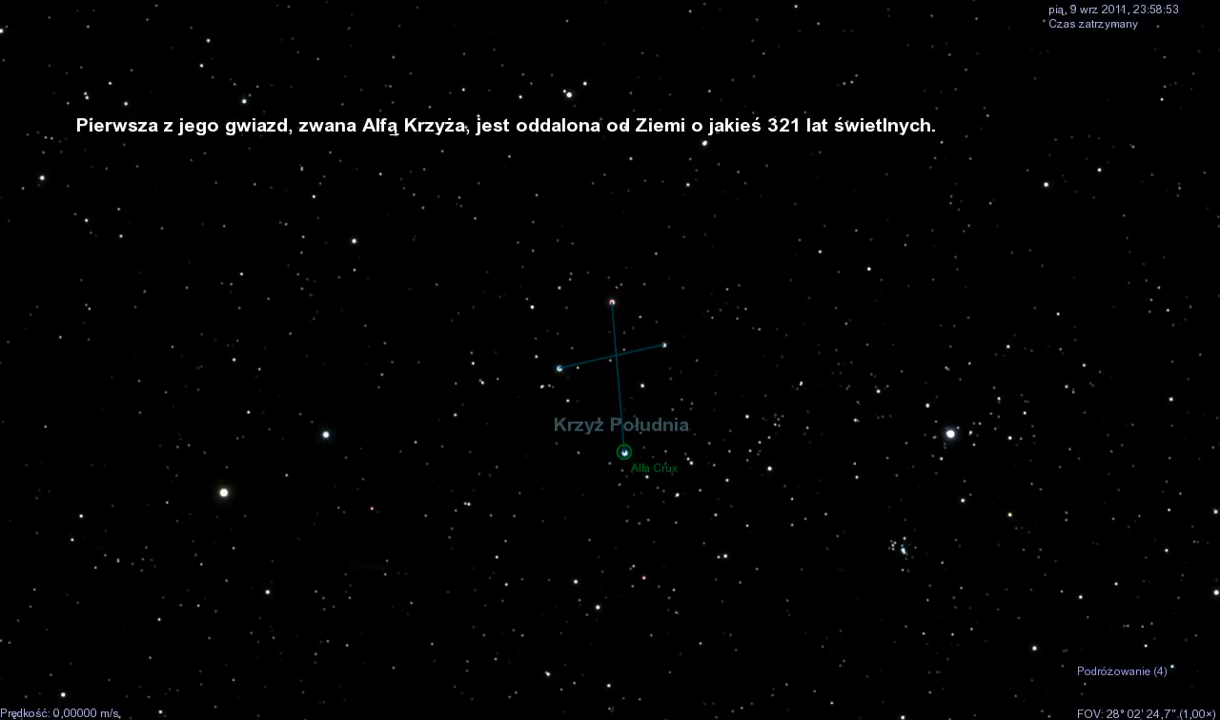 pią, 9 wrz 2011, 23:58:53
Czas zatrzymany
Pierwsza z jego gwiazd, zwana Alfą Krzyża, jest oddalona od Ziemi o jakieś 321 lat świetlnych.
Krzyż Południa
Alfa Crux
Podróżowanie (4)
Prędkość: 0,00000 m/s
FOV: 28° 02' 24,7" (1,00×)